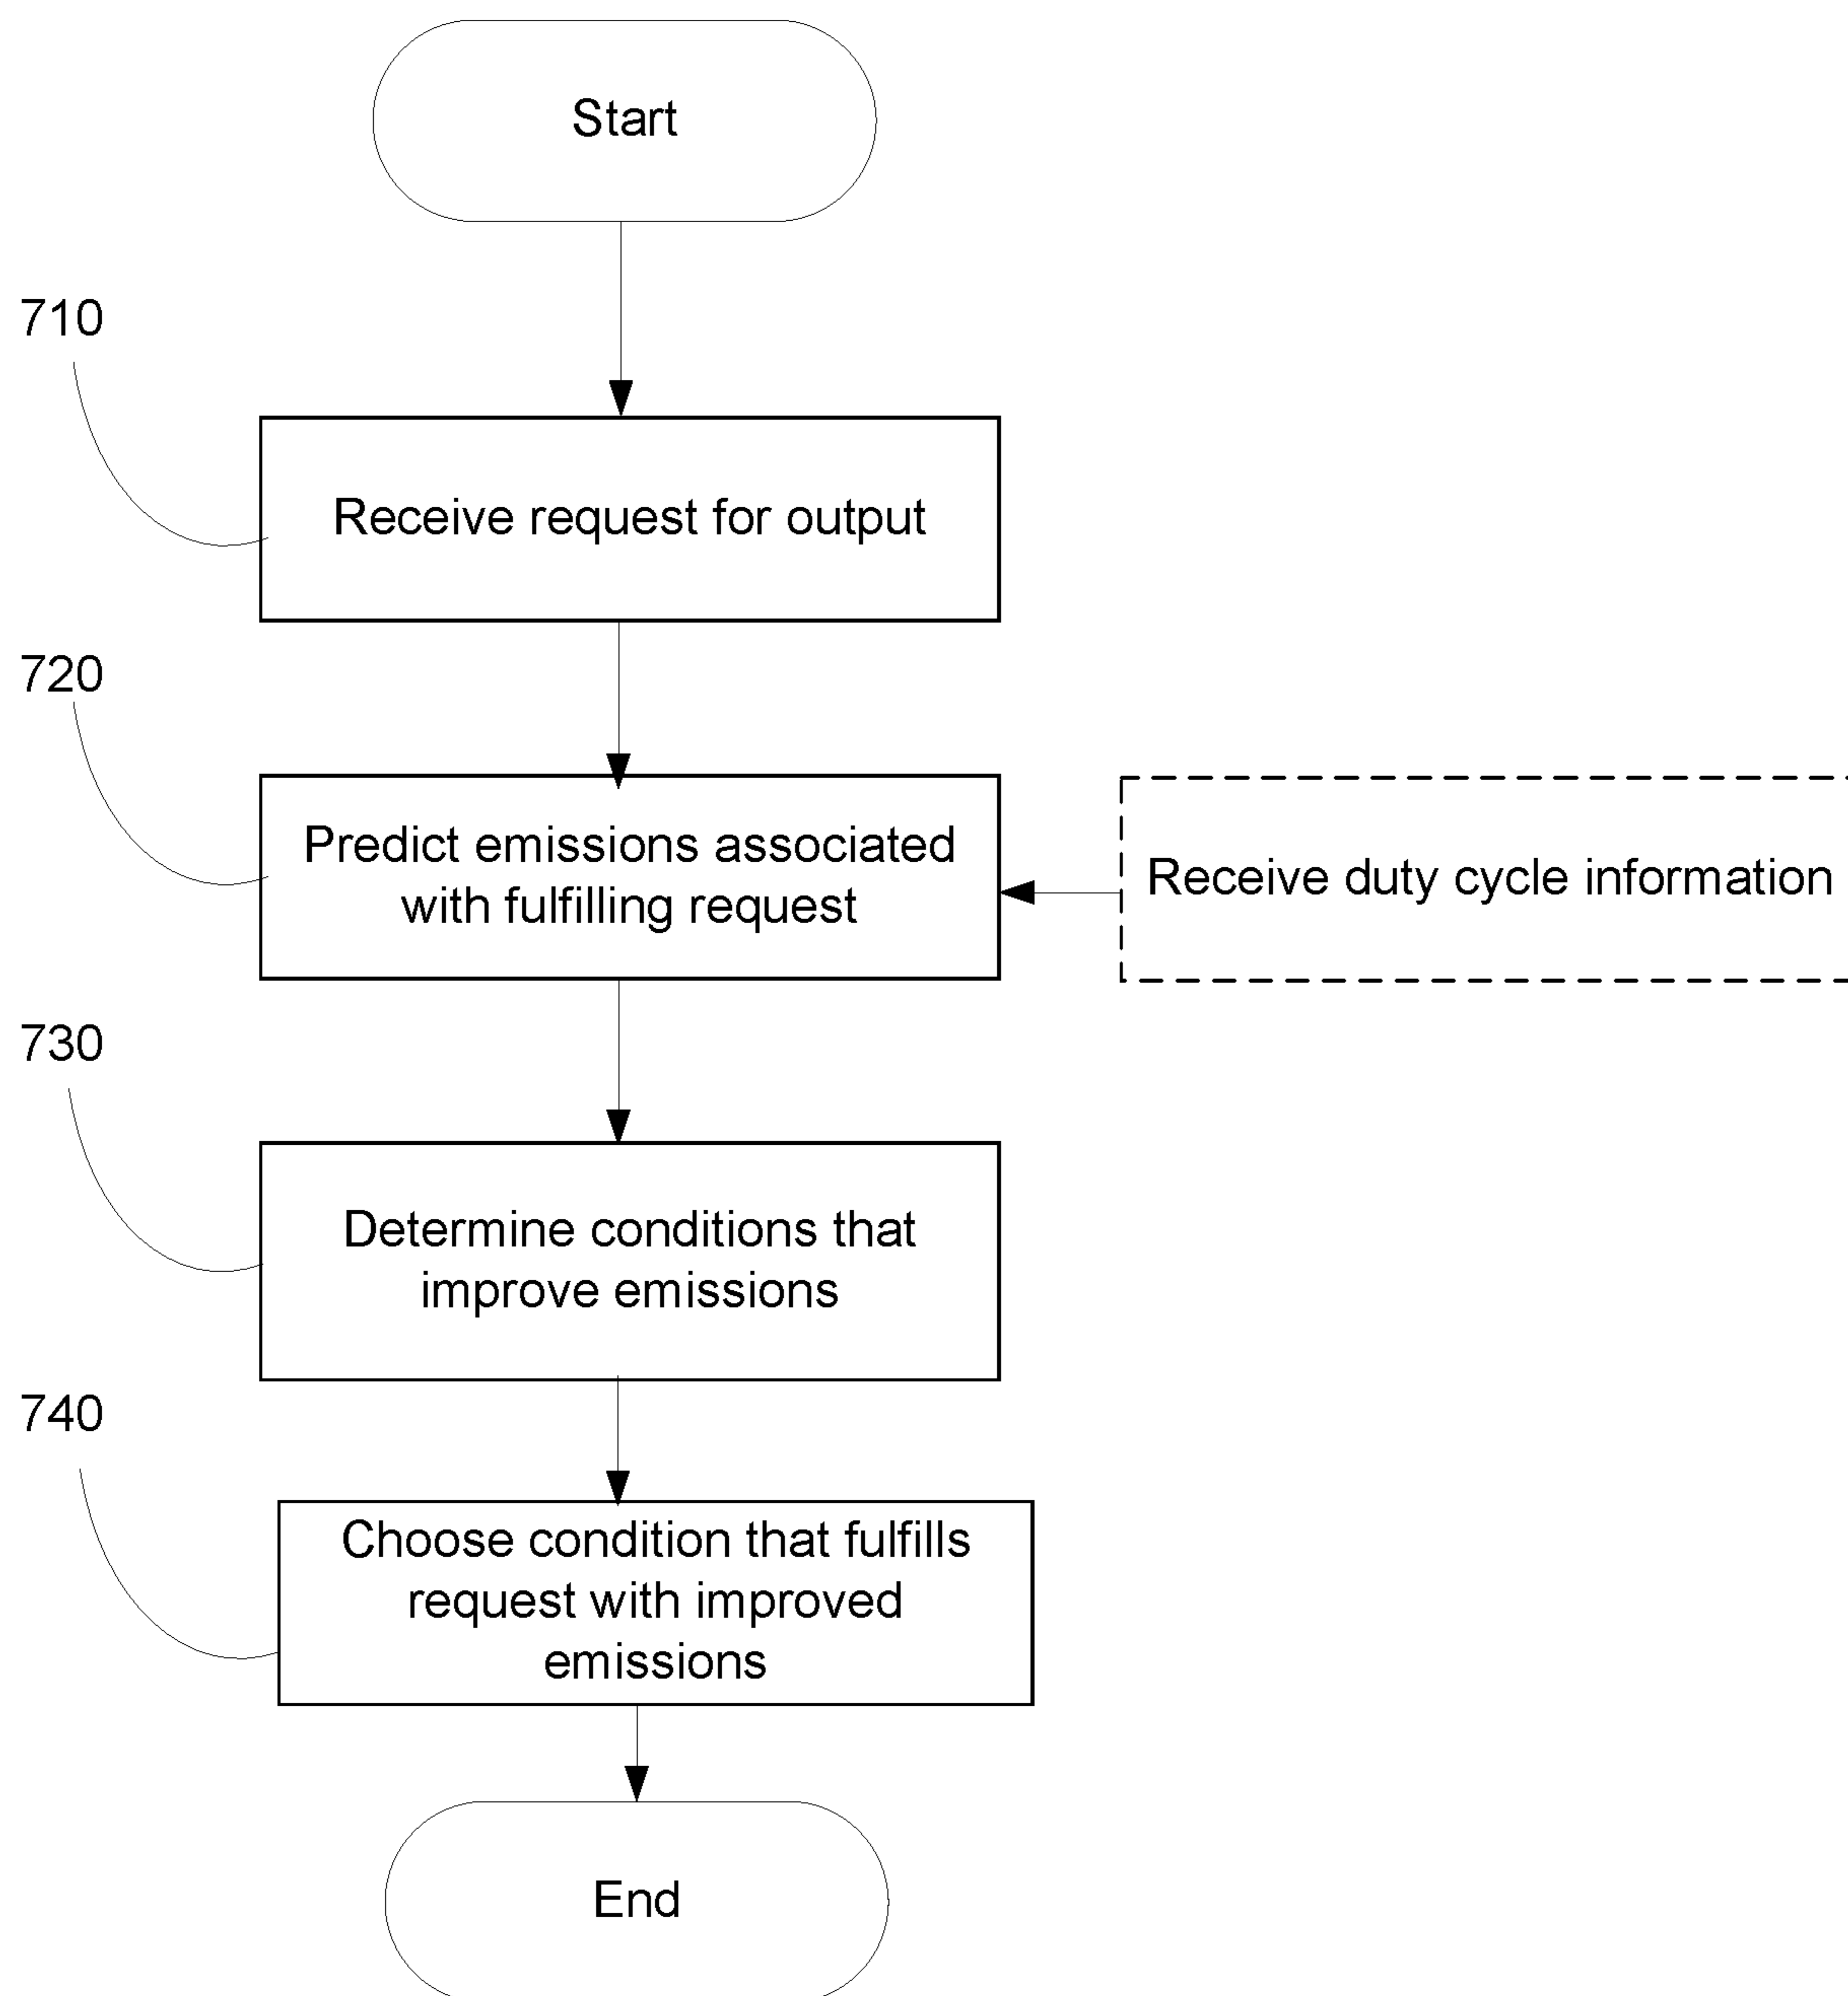 Start
710
Receive request for output
720
Predict emissions associated
with fulfilling request
Receive duty cycle information
730
Determine conditions that
improve emissions
740
Choose condition that fulfills
request with improved
emissions
End